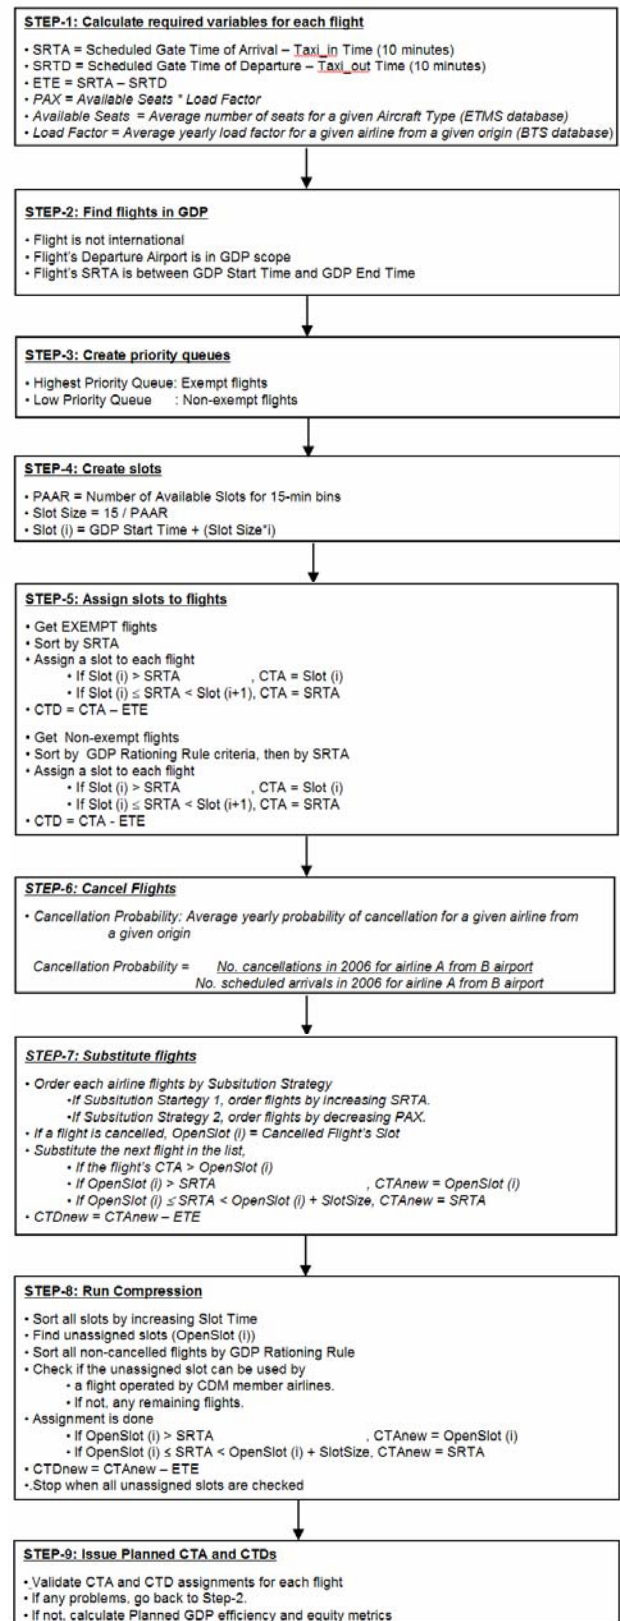 STEP-1: Calculate required variables for each flight
• SRTA = Scheduled Gate Time of Arrival – Taxi_in Time (10 minutes)
• SRTD = Scheduled Gate Time of Departure – Taxi_out Time (10 minutes)
• ETE = SRTA – SRTD
• PAX = Available Seats * Load Factor
• Available Seats = Average number of seats for a given Aircraft Type (ETMS database)
• Load Factor = Average yearly load factor for a given airline from a given origin (BTS database)
STEP-2: Find flights in GDP
• Flight is not international
• Flight's Departure Airport is in GDP scope
• Flight's SRTA is between GDP Start Time and GDP End Time
STEP-3: Create priority queues
• Highest Priority Queue: Exempt flights
• Low Priority Queue : Non-exempt flights
STEP-4: Create slots
• PAAR = Number of Available Slots for 15-min bins
• Slot Size = 15 / PAAR
• Slot (i) = GDP Start Time + (Slot Size*i)
STEP-5: Assign slots to flights
• Get EXEMPT flights
• Sort by SRTA
• Assign a slot to each flight
• If Slot (i) > SRTA , CTA = Slot (i)
• If Slot (i) ≤ SRTA < Slot (i+1), CTA = SRTA
• CTD = CTA – ETE
• Get Non-exempt flights
• Sort by GDP Rationing Rule criteria, then by SRTA
• Assign a slot to each flight
• If Slot (i) > SRTA , CTA = Slot (i)
• If Slot (i) ≤ SRTA < Slot (i+1), CTA = SRTA
• CTD = CTA - ETE
STEP-6: Cancel Flights
• Cancellation Probability: Average yearly probability of cancellation for a given airline from
a given origin
Cancellation Probability = No. cancellations in 2006 for airline A from B airport
No. scheduled arrivals in 2006 for airline A from B airport
STEP-7: Substitute flights
• Order each airline flights by Subsitution Strategy
•If Subsitution Startegy 1, order flights by increasing SRTA.
•If Subsitution Strategy 2, order flights by decreasing PAX.
• If a flight is cancelled, OpenSlot (i) = Cancelled Flight's Slot
• Substitute the next flight in the list,
• If the flight's CTA > OpenSlot (i)
• If OpenSlot (i) > SRTA , CTAnew = OpenSlot (i)
• If OpenSlot (i) ≤ SRTA < OpenSlot (i) + SlotSize, CTAnew = SRTA
• CTDnew = CTAnew – ETE
STEP-8: Run Compression
• Sort all slots by increasing Slot Time
• Find unassigned slots (OpenSlot (i))
• Sort all non-cancelled flights by GDP Rationing Rule
• Check if the unassigned slot can be used by
• a flight operated by CDM member airlines.
• If not, any remaining flights.
• Assignment is done
• If OpenSlot (i) > SRTA , CTAnew = OpenSlot (i)
• If OpenSlot (i) ≤ SRTA < OpenSlot (i) + SlotSize, CTAnew = SRTA
• CTDnew = CTAnew – ETE
•.Stop when all unassigned slots are checked
STEP-9: Issue Planned CTA and CTDs
•.Validate CTA and CTD assignments for each flight
• If any problems, go back to Step-2.
• If not, calculate Planned GDP efficiency and equity metrics